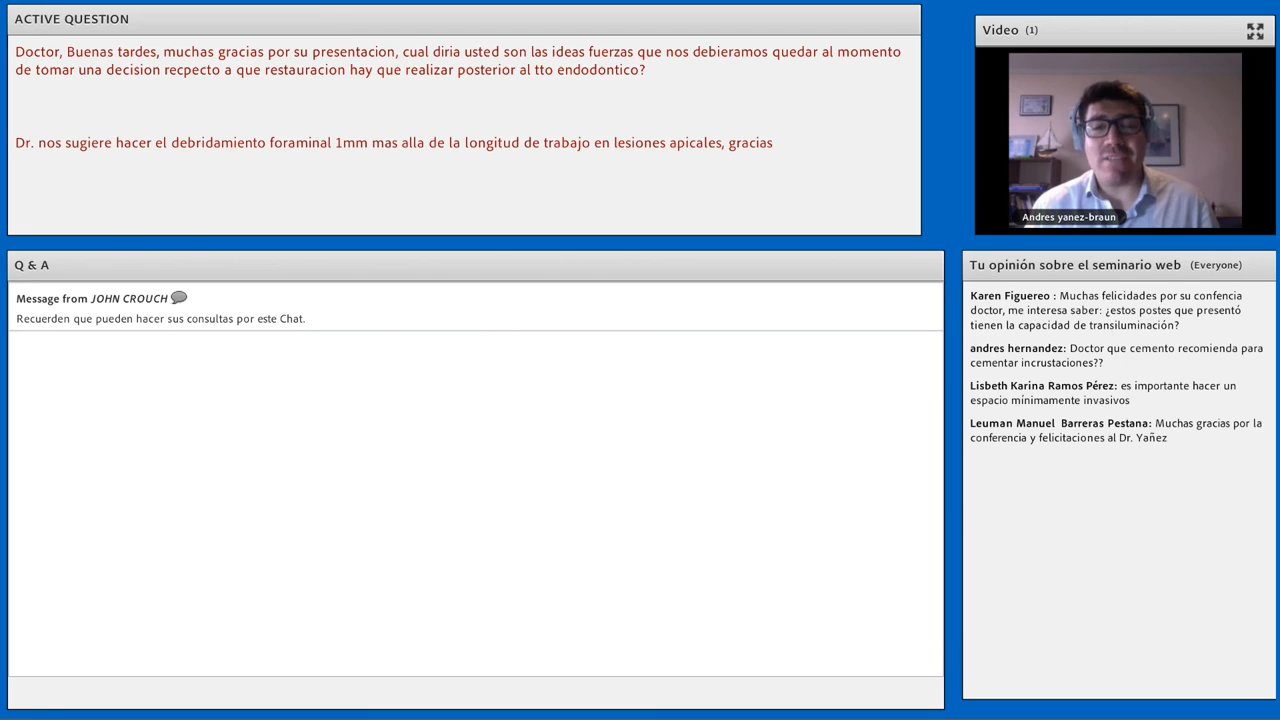 ACTIVE QUESTION
Doctor, Buenas tardes, muchas gracias por su presentacion, cual diria usted son las ideas fuerzas que nos debieramos quedar al momento
de tomar una decision recpecto a que restauracion hay que realizar posterior al tto endodontico?
Dr. nos sugiere hacer el debridamiento foraminal 1mm mas alla de la longitud de trabajo en lesiones apicales, gracias
Video (1)
Andres yanez-braun
Q & A
Message from JOHN CROUCH
Recuerden que pueden hacer sus consultas por este Chat.
Tu opinión sobre el seminario web (Everyone)
Karen Figuereo : Muchas felicidades por su confencia
doctor, me interesa saber: ¿estos postes que presentó
tienen la capacidad de transiluminación?
andres hernandez: Doctor que cemento recomienda para
cementar incrustaciones??
Lisbeth Karina Ramos Pérez: es importante hacer un
espacio mínimamente invasivos
Leuman Manuel Barreras Pestana: Muchas gracias por la
conferencia y felicitaciones al Dr. Yañez